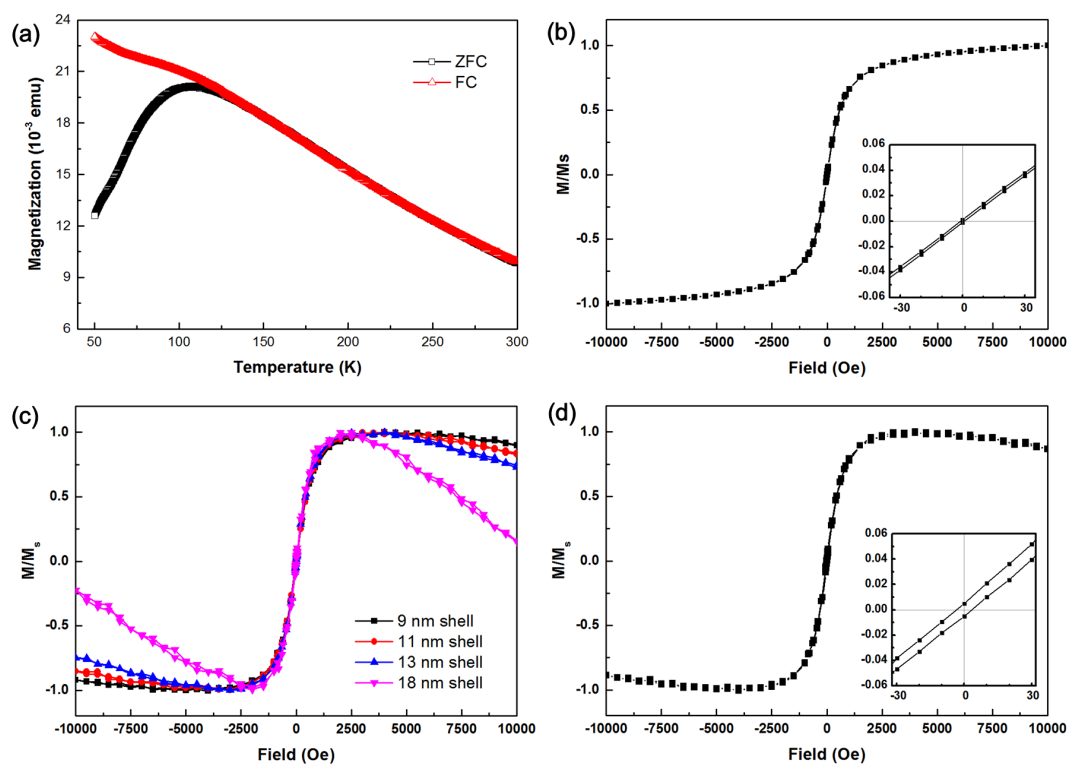 (a)
24
21
18
15
12
9
6
Magnetization (10⁻³ emu)
ZFC
FC
50 100 150 200 250 300
Temperature (K)
(b)
1.0
0.5
0.0
-0.5
-1.0
M/Ms
0.06
0.04
0.02
0.00
-0.02
-0.04
-0.06
-30 0 30
-10000 -7500 -5000 -2500 0 2500 5000 7500 10000
Field (Oe)
(c)
1.0
0.5
0.0
-0.5
-1.0
M/Mₛ
9 nm shell
11 nm shell
13 nm shell
18 nm shell
-10000 -7500 -5000 -2500 0 2500 5000 7500 10000
Field (Oe)
(d)
1.0
0.5
0.0
-0.5
-1.0
M/Mₛ
0.06
0.04
0.02
0.00
-0.02
-0.04
-0.06
-30 0 30
-10000 -7500 -5000 -2500 0 2500 5000 7500 10000
Field (Oe)